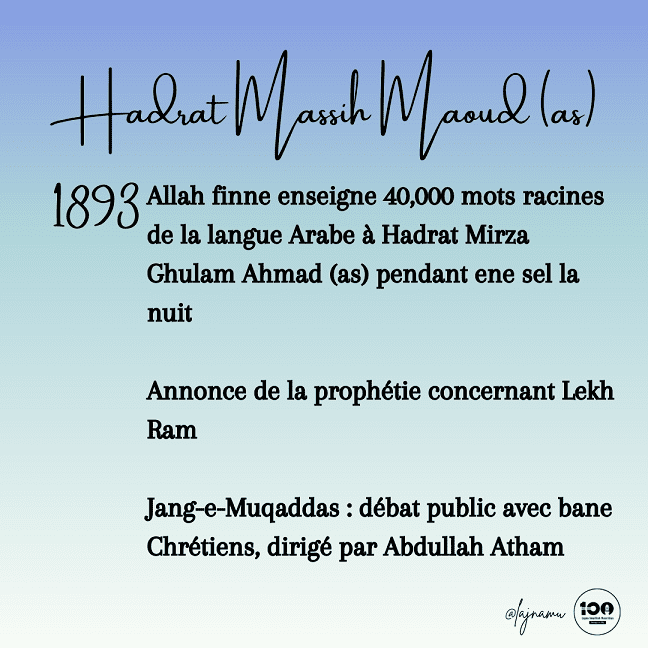 Hadrat Massih Maoud (as)
1893
Allah finne enseigne 40,000 mots racines
de la langue Arabe à Hadrat Mirza
Ghulam Ahmad (as) pendant ene sel la
nuit
Annonce de la prophétie concernant Lekh
Ram
Jang-e-Muqaddas : débat public avec bane
Chrétiens, dirigé par Abdullah Atham
@lajnamu
100